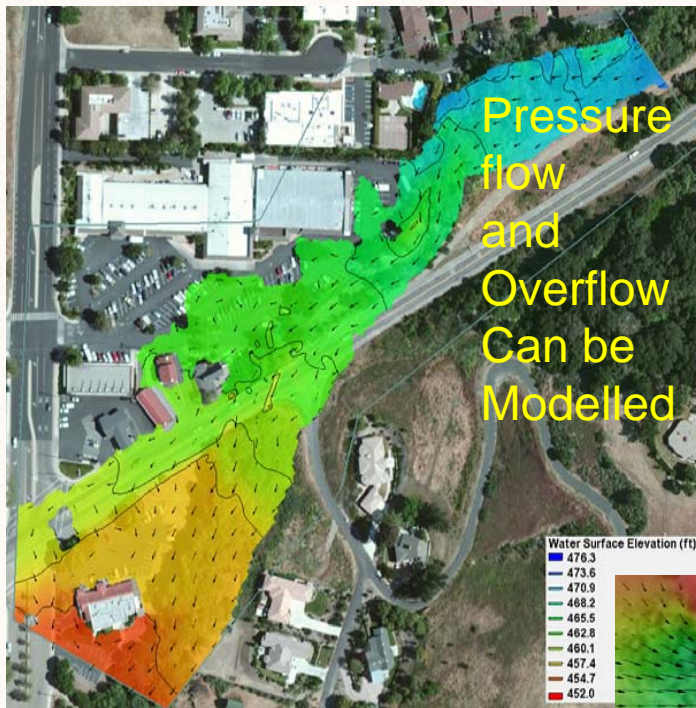 Pressure
flow
and
Overflow
Can be
Modelled
Water Surface Elevation (ft)
476.3
473.6
470.9
468.2
465.5
462.8
460.1
457.4
454.7
452.0